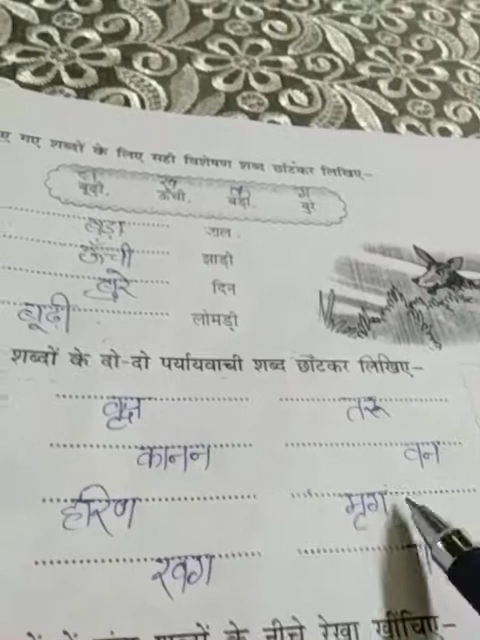 ए गए शब्दों के लिए सही विशेषण शब्द छाँटकर लिखिए–
बूढ़ी. ऊँची. बड़ा. बुरे
बड़ा जाल
ऊँची झाड़ी
बुरे दिन
बूढ़ी लोमड़ी
शब्दों के दो-दो पर्यायवाची शब्द छाँटकर लिखिए–
वृक्ष तरू
कानन वन
हरिण मृग
खग
के नीचे रेखा खींचिए–